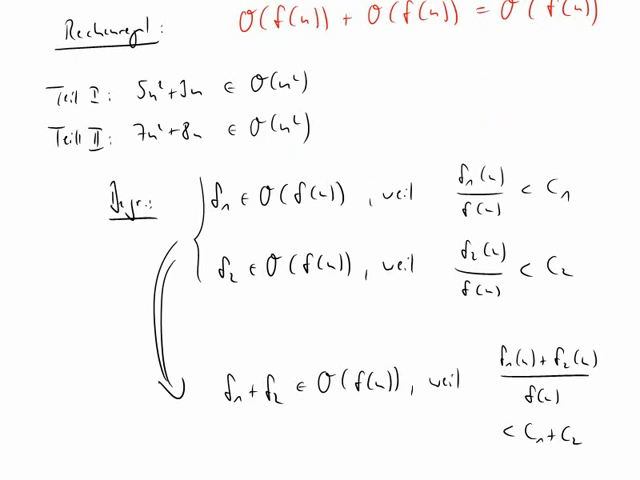 Rechenregel: O(f(n)) + O(f(n)) = O(f(n))
Teil I: 5n²+3n ∈ O(n²)
Teil II: 7n²+8n ∈ O(n²)
Begr.: f₁ ∈ O(f(n)), weil f₁(n)/f(n) < C₁
f₂ ∈ O(f(n)), weil f₂(n)/f(n) < C₂
f₁+f₂ ∈ O(f(n)), weil f₁(n)+f₂(n)/f(n)
< C₁+C₂